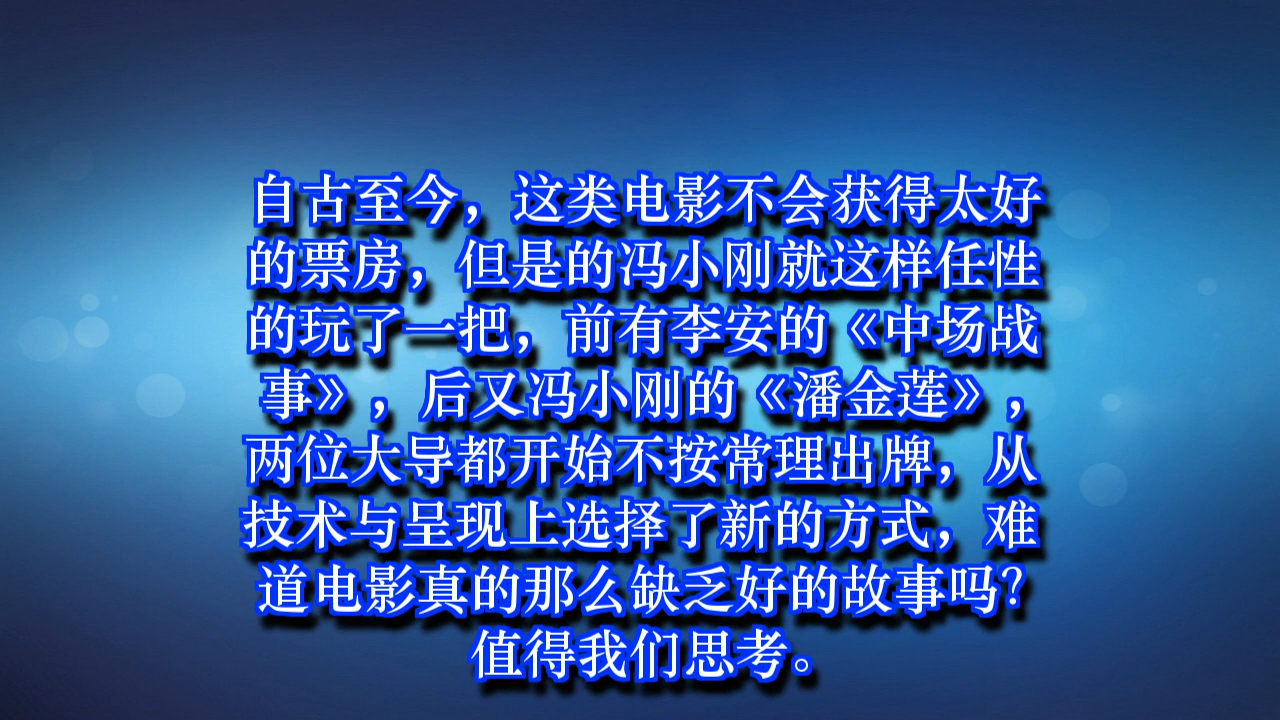 自古至今，这类电影不会获得太好
的票房，但是的冯小刚就这样任性
的玩了一把，前有李安的《中场战
事》，后又冯小刚的《潘金莲》，
两位大导都开始不按常理出牌，从
技术与呈现上选择了新的方式，难
道电影真的那么缺乏好的故事吗？
值得我们思考。